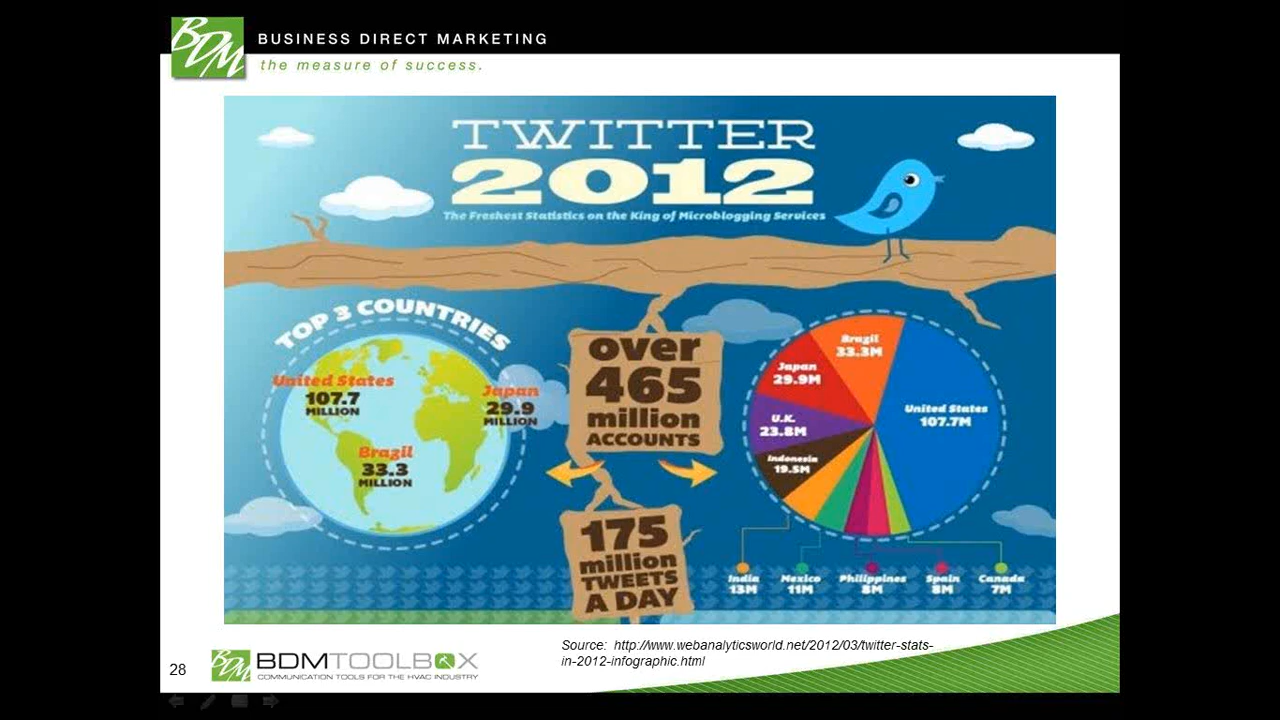 BDM
BUSINESS DIRECT MARKETING
the measure of success.
TWITTER
2012
The Freshest Statistics on the King of Microblogging Services
TOP 3 COUNTRIES
United States
107.7
MILLION
Japan
29.9
MILLION
Brazil
33.3
MILLION
over
465
million
ACCOUNTS
175
million
TWEETS
A DAY
Brazil
33.3M
Japan
29.9M
U.K.
23.8M
Indonesia
19.5M
United States
107.7M
India
13M
Mexico
11M
Philippines
8M
Spain
8M
Canada
7M
Source: http://www.webanalyticsworld.net/2012/03/twitter-stats-
in-2012-infographic.html
28
BDM
BDMTOOLBOX
COMMUNICATION TOOLS FOR THE HVAC INDUSTRY